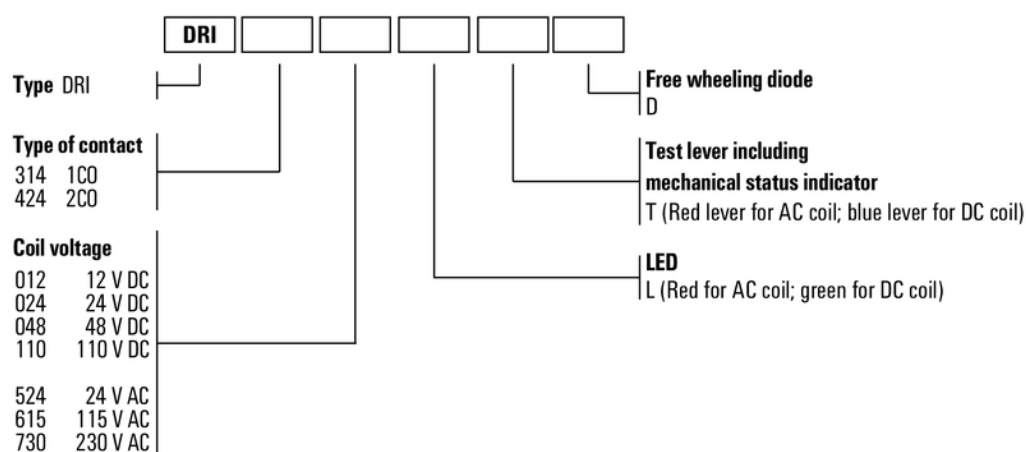 DRI
Type DRI
Type of contact
314 1CO
424 2CO
Coil voltage
012 12 V DC
024 24 V DC
048 48 V DC
110 110 V DC
524 24 V AC
615 115 V AC
730 230 V AC
Free wheeling diode
D
Test lever including
mechanical status indicator
T (Red lever for AC coil; blue lever for DC coil)
LED
L (Red for AC coil; green for DC coil)